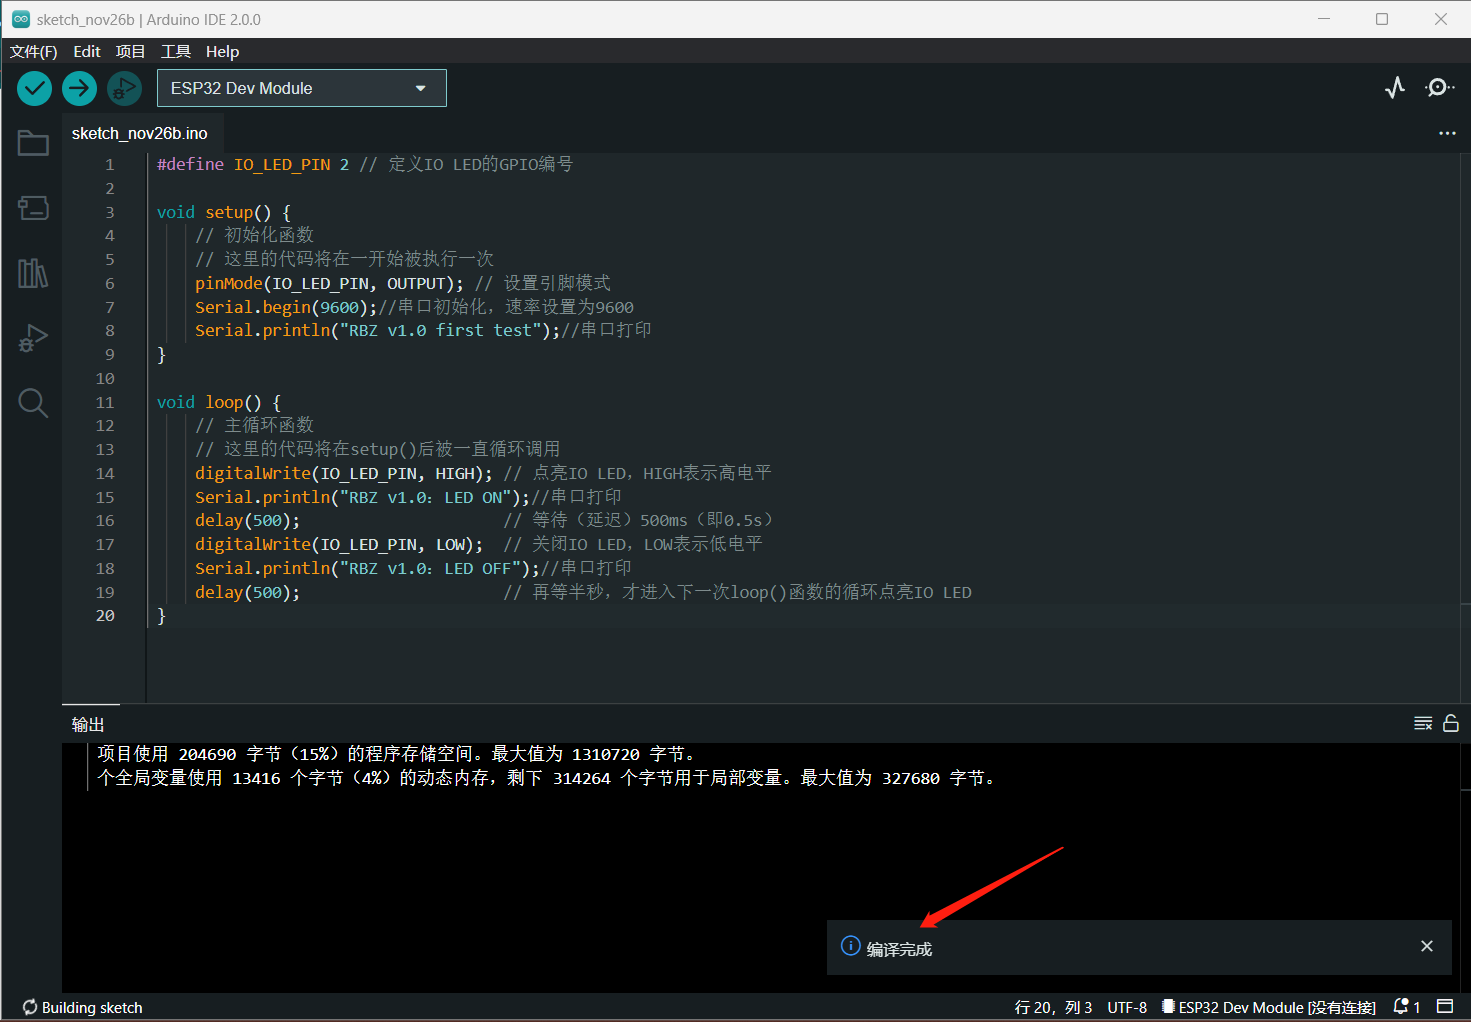 sketch_nov26b | Arduino IDE 2.0.0
文件(F) Edit 项目 工具 Help
ESP32 Dev Module
sketch_nov26b.ino
1 #define IO_LED_PIN 2 // 定义IO LED的GPIO编号
2
3 void setup() {
4 // 初始化函数
5 // 这里的代码将在一开始被执行一次
6 pinMode(IO_LED_PIN, OUTPUT); // 设置引脚模式
7 Serial.begin(9600);//串口初始化，速率设置为9600
8 Serial.println("RBZ v1.0 first test");//串口打印
9 }
10
11 void loop() {
12 // 主循环函数
13 // 这里的代码将在setup()后被一直循环调用
14 digitalWrite(IO_LED_PIN, HIGH); // 点亮IO LED，HIGH表示高电平
15 Serial.println("RBZ v1.0：LED ON");//串口打印
16 delay(500); // 等待（延迟）500ms（即0.5s）
17 digitalWrite(IO_LED_PIN, LOW); // 关闭IO LED，LOW表示低电平
18 Serial.println("RBZ v1.0：LED OFF");//串口打印
19 delay(500); // 再等半秒，才进入下一次loop()函数的循环点亮IO LED
20 }
输出
项目使用 204690 字节（15%）的程序存储空间。最大值为 1310720 字节。
个全局变量使用 13416 个字节（4%）的动态内存，剩下 314264 个字节用于局部变量。最大值为 327680 字节。
编译完成
Building sketch 行 20，列 3 UTF-8 ESP32 Dev Module [没有连接] 1